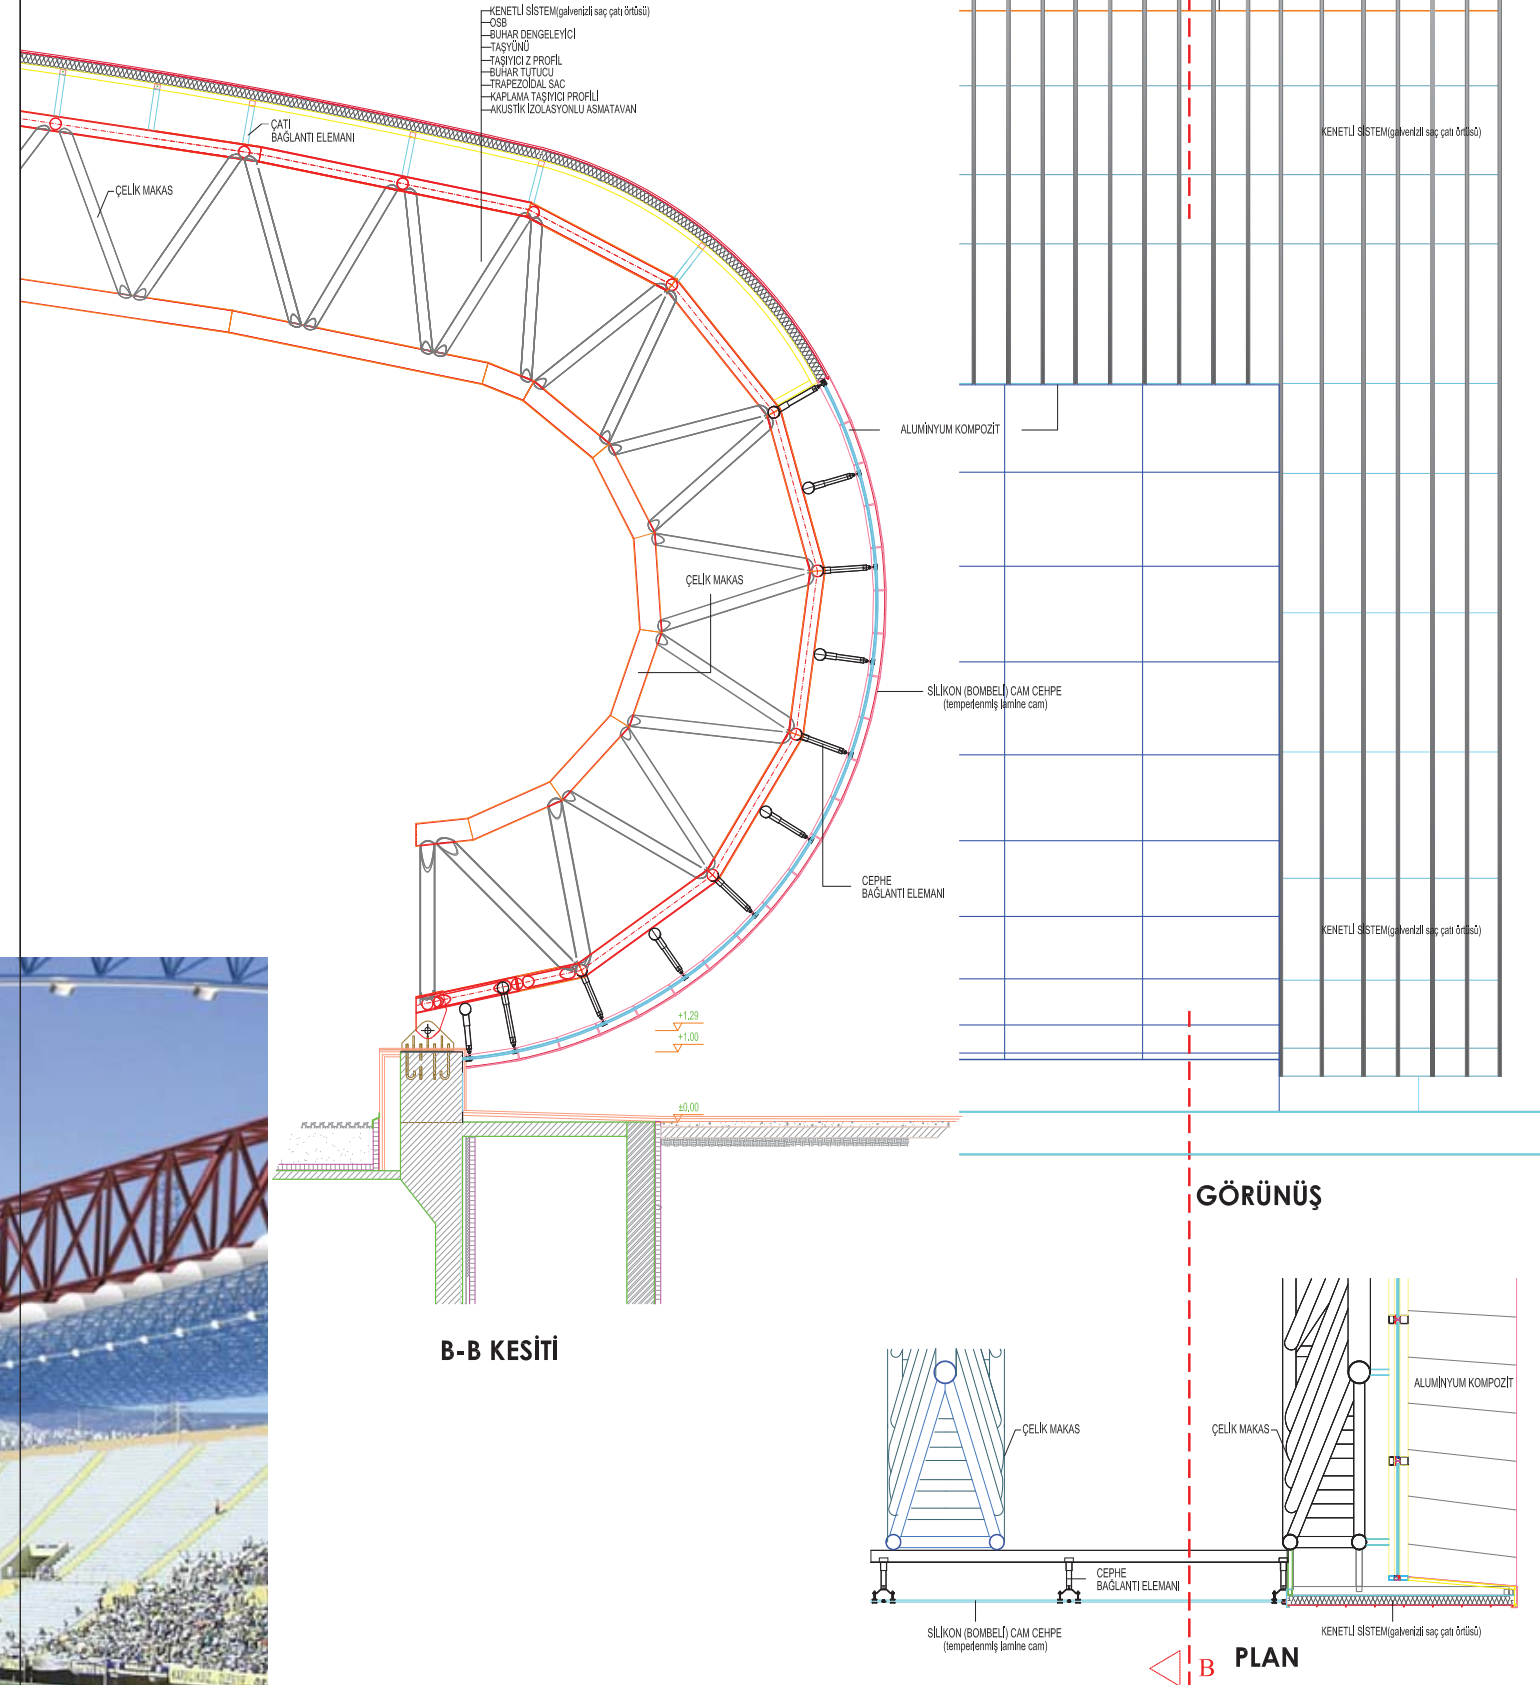 KENETLİ SİSTEM(galvenizli saç çatı örtüsü)
OSB
BUHAR DENGELEYİCİ
TAŞYÜNÜ
TAŞIYICI Z PROFİL
BUHAR TUTUCU
TRAPEZOİDAL SAC
KAPLAMA TAŞIYICI PROFİLİ
AKUSTİK İZOLASYONLU ASMATAVAN
ÇATI
BAĞLANTI ELEMANI
ÇELİK MAKAS
KENETLİ SİSTEM(galvenizli saç çatı örtüsü)
ALUMİNYUM KOMPOZİT
ÇELİK MAKAS
SİLİKON (BOMBELİ) CAM CEHPE
(temperlenmiş lamine cam)
CEPHE
BAĞLANTI ELEMANI
KENETLİ SİSTEM(galvenizli saç çatı örtüsü)
+1.29
+1.00
±0,00
GÖRÜNÜŞ
B-B KESİTİ
ALUMİNYUM KOMPOZİT
ÇELİK MAKAS
ÇELİK MAKAS
CEPHE
BAĞLANTI ELEMANI
SİLİKON (BOMBELİ) CAM CEHPE
(temperlenmiş lamine cam)
KENETLİ SİSTEM(galvenizli saç çatı örtüsü)
B
PLAN